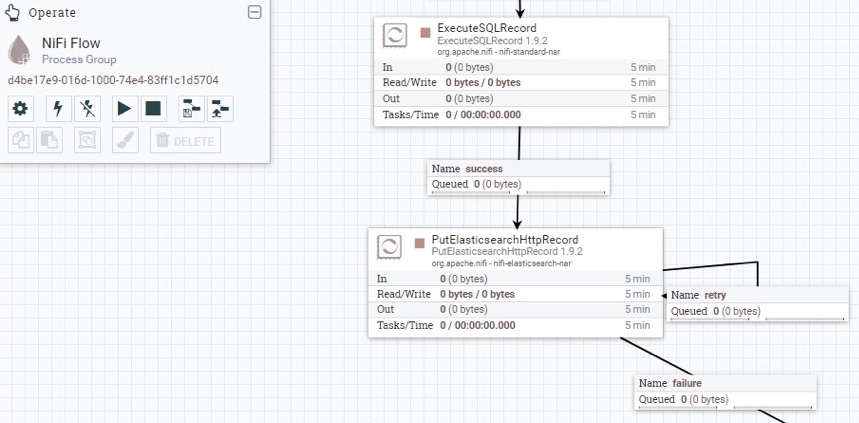 Operate
NiFi Flow
Process Group
d4be17e9-016d-1000-74e4-83ff1c1d5704
DELETE
ExecuteSQLRecord
ExecuteSQLRecord 1.9.2
org.apache.nifi - nifi-standard-nar
In 0 (0 bytes) 5 min
Read/Write 0 bytes / 0 bytes 5 min
Out 0 (0 bytes) 5 min
Tasks/Time 0 / 00:00:00.000 5 min
Name success
Queued 0 (0 bytes)
PutElasticsearchHttpRecord
PutElasticsearchHttpRecord 1.9.2
org.apache.nifi - nifi-elasticsearch-nar
In 0 (0 bytes) 5 min
Read/Write 0 bytes / 0 bytes 5 min
Out 0 (0 bytes) 5 min
Tasks/Time 0 / 00:00:00.000 5 min
Name retry
Queued 0 (0 bytes)
Name failure
Queued 0 (0 bytes)